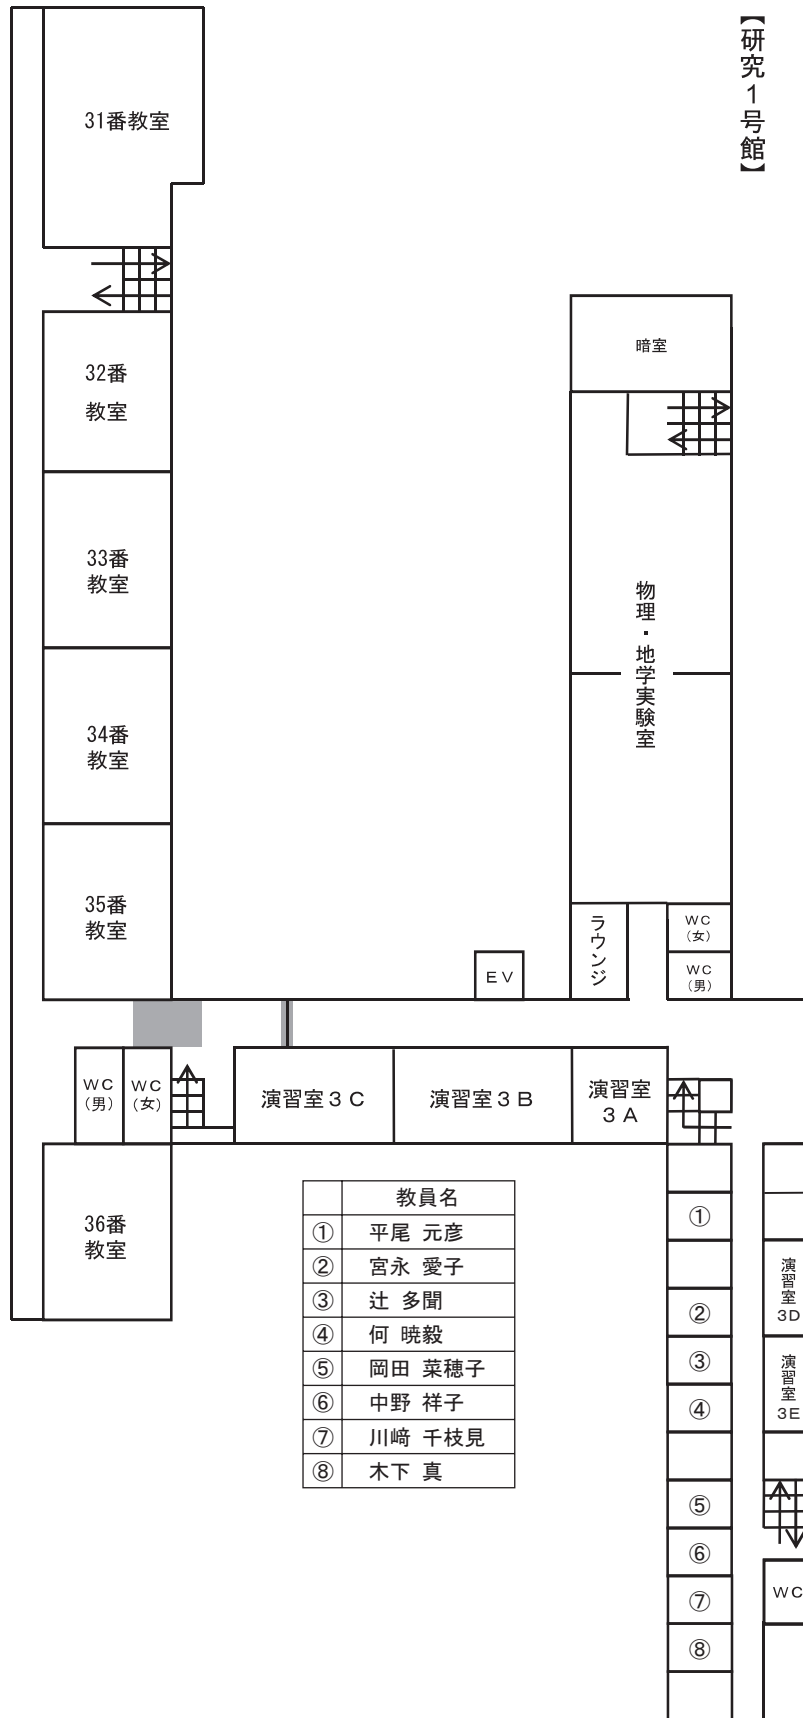 【研究１号館】
31番教室
32番
教室
33番
教室
34番
教室
35番
教室
暗室
物理・地学実験室
ラウンジ
ＷＣ
(女)
ＷＣ
(男)
ＥＶ
ＷＣ
(男)
ＷＣ
(女)
演習室３Ｃ
演習室３Ｂ
演習室
３Ａ
36番
教室
教員名
① 平尾 元彦
② 宮永 愛子
③ 辻 多聞
④ 何 暁毅
⑤ 岡田 菜穂子
⑥ 中野 祥子
⑦ 川﨑 千枝見
⑧ 木下 真
①
②
③
④
⑤
⑥
⑦
⑧
演習室
3D
演習室
3E
ＷＣ